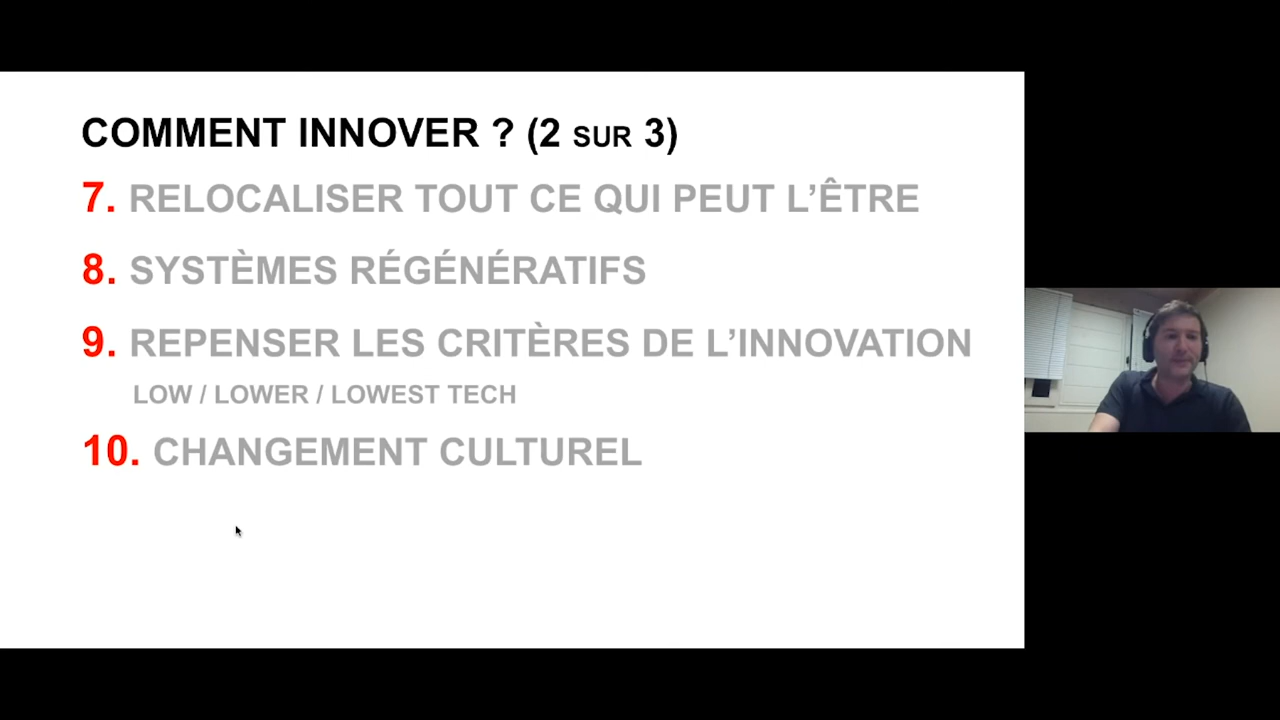 COMMENT INNOVER ? (2 SUR 3)
7. RELOCALISER TOUT CE QUI PEUT L’ÊTRE
8. SYSTÈMES RÉGÉNÉRATIFS
9. REPENSER LES CRITÈRES DE L’INNOVATION
LOW / LOWER / LOWEST TECH
10. CHANGEMENT CULTUREL